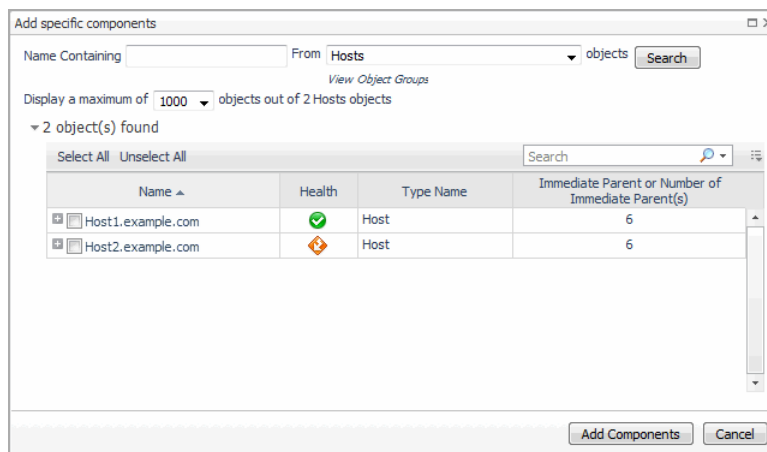 Add specific components
Name Containing From Hosts objects Search
View Object Groups
Display a maximum of 1000 objects out of 2 Hosts objects
2 object(s) found
Select All Unselect All Search
Name Health Type Name Immediate Parent or Number of
Immediate Parent(s)
Host1.example.com Host 6
Host2.example.com Host 6
Add Components Cancel